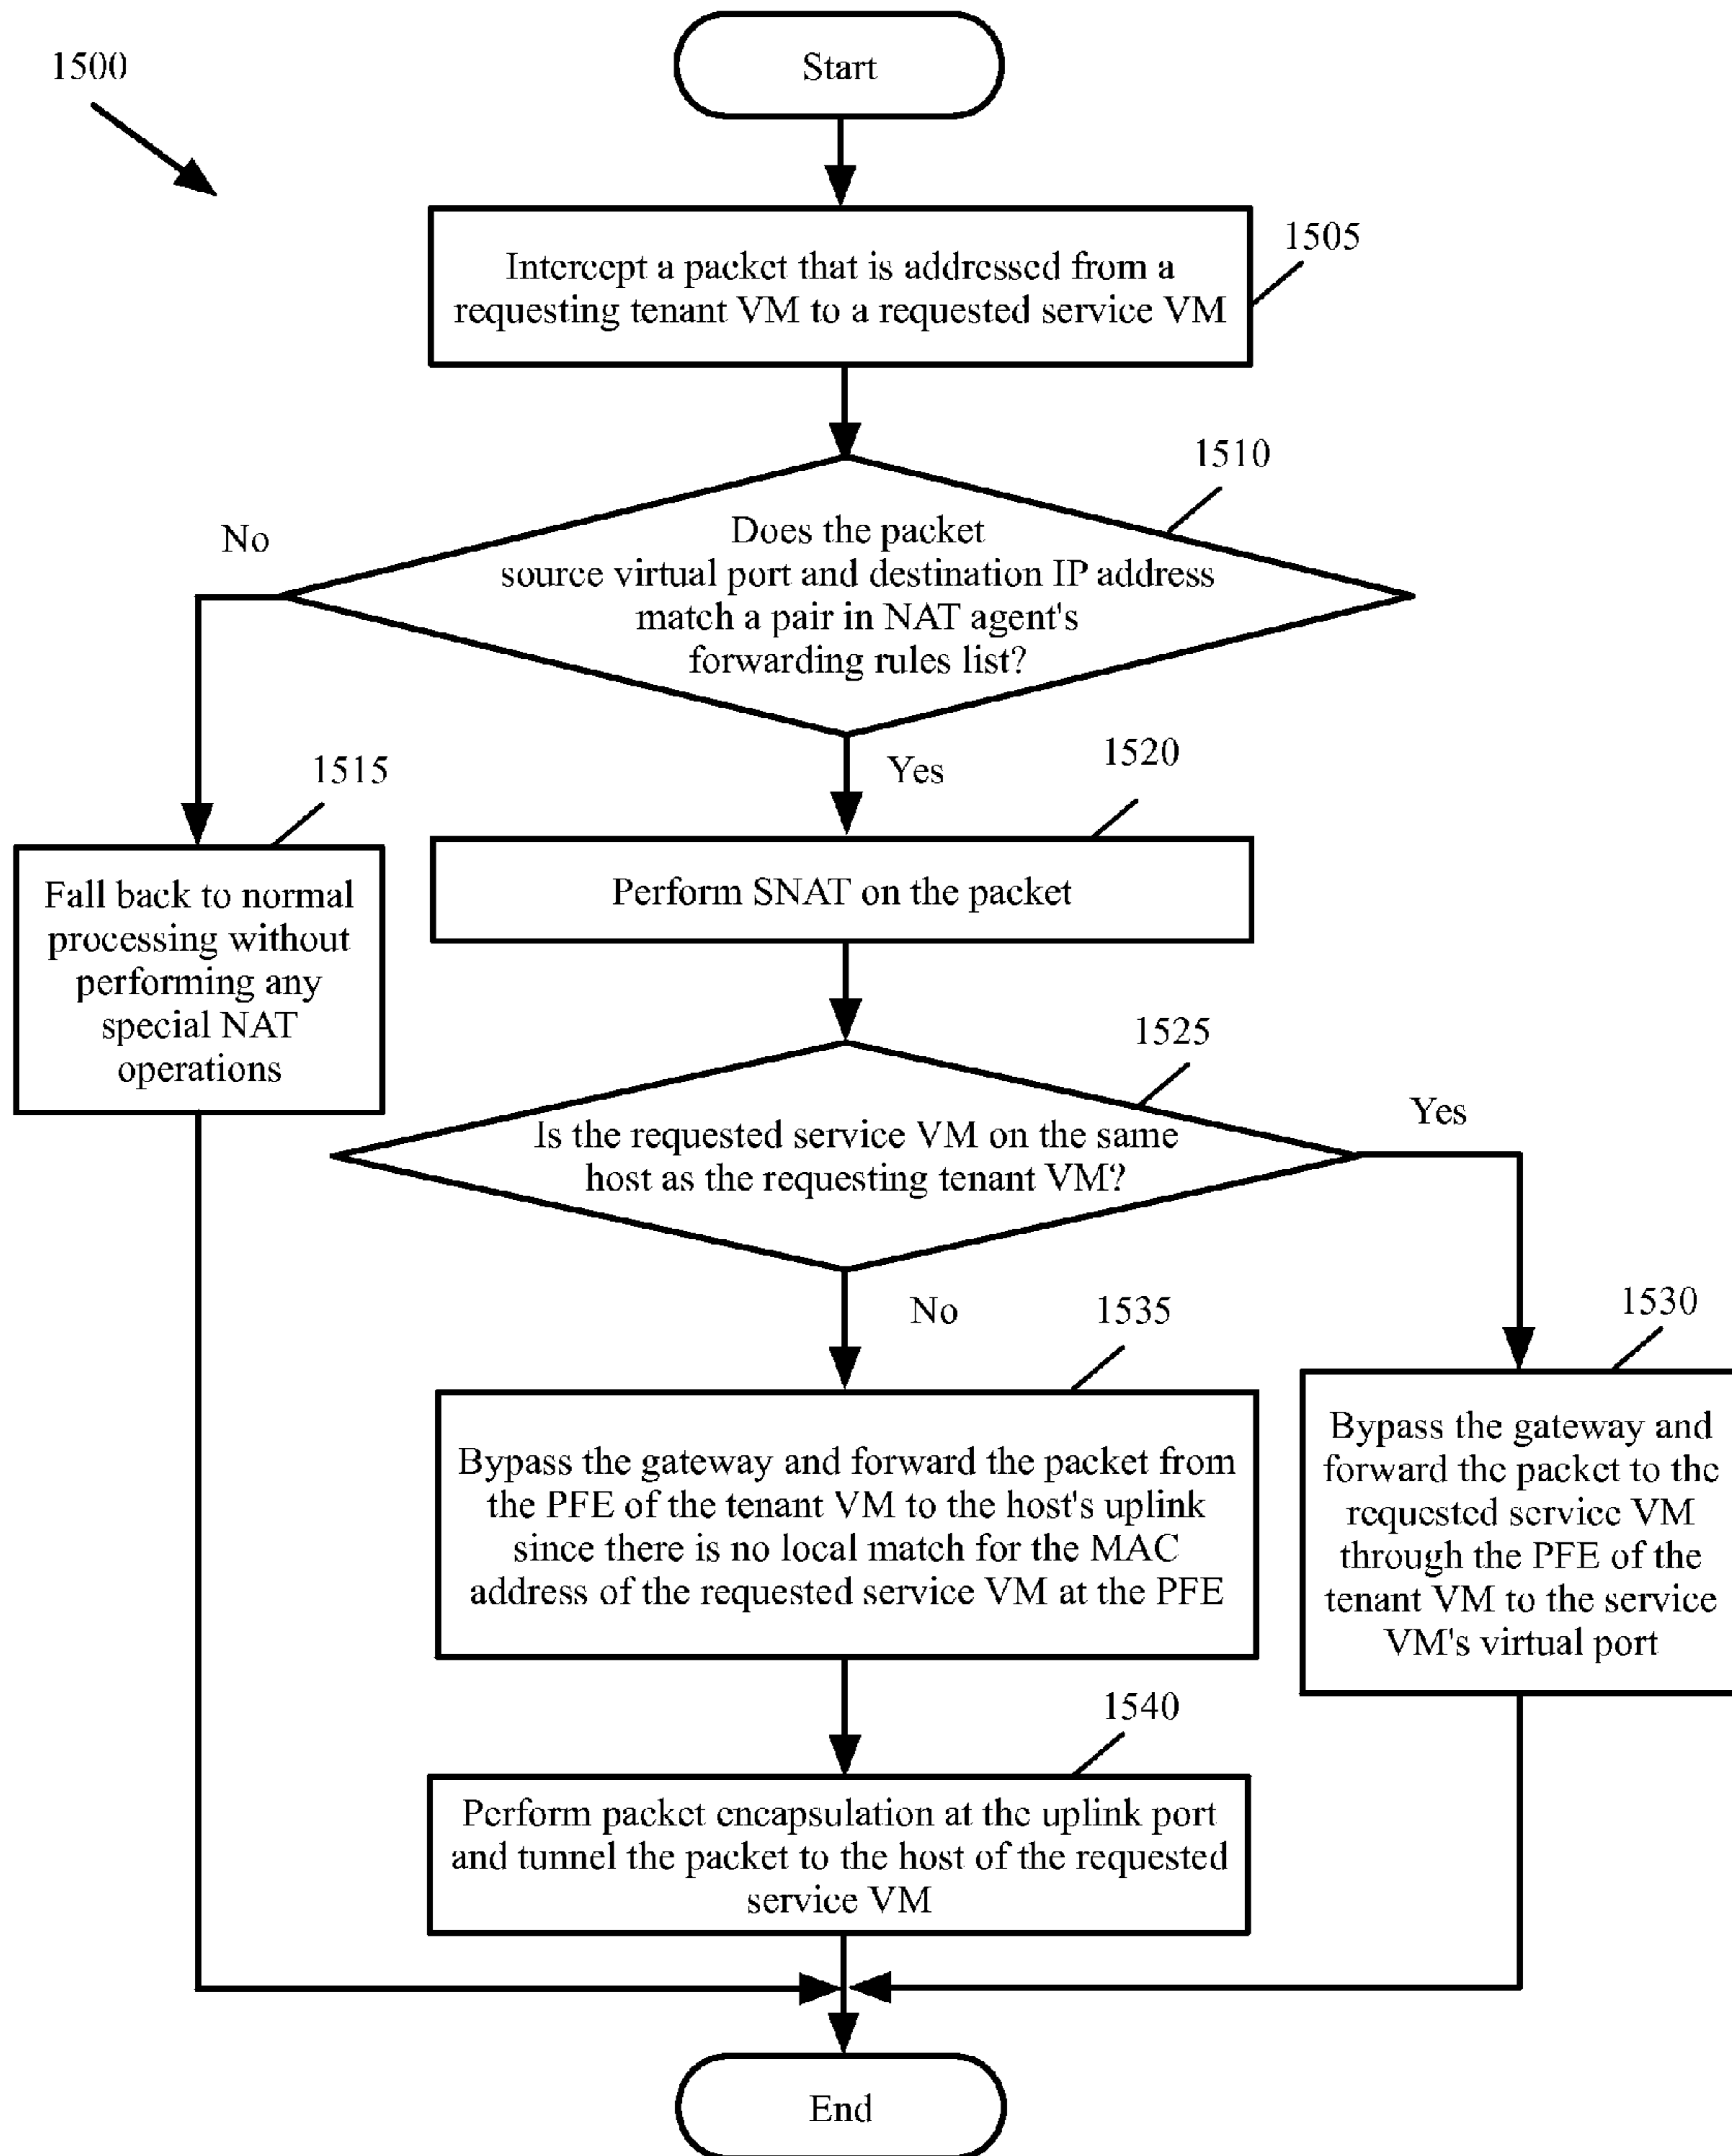 1500
Start
1505
Intercept a packet that is addressed from a
requesting tenant VM to a requested service VM
1510
No
Does the packet
source virtual port and destination IP address
match a pair in NAT agent's
forwarding rules list?
1515
Yes
1520
Fall back to normal
processing without
performing any
special NAT
operations
Perform SNAT on the packet
1525
Yes
Is the requested service VM on the same
host as the requesting tenant VM?
No
1535
1530
Bypass the gateway and forward the packet from
the PFE of the tenant VM to the host's uplink
since there is no local match for the MAC
address of the requested service VM at the PFE
Bypass the gateway and
forward the packet to the
requested service VM
through the PFE of the
tenant VM to the service
VM's virtual port
1540
Perform packet encapsulation at the uplink port
and tunnel the packet to the host of the requested
service VM
End